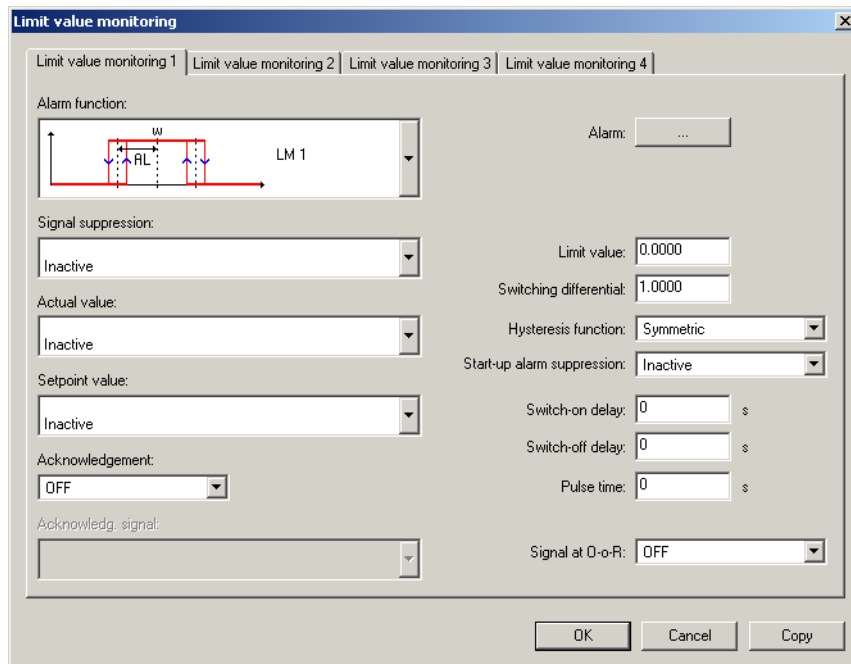 Limit value monitoring
Limit value monitoring 1
Limit value monitoring 2
Limit value monitoring 3
Limit value monitoring 4
Alarm function:
w
AL
LM 1
Signal suppression:
Inactive
Actual value:
Inactive
Setpoint value:
Inactive
Acknowledgement:
OFF
Acknowledg. signal:
Alarm: ...
Limit value: 0.0000
Switching differential: 1.0000
Hysteresis function: Symmetric
Start-up alarm suppression: Inactive
Switch-on delay: 0 s
Switch-off delay: 0 s
Pulse time: 0 s
Signal at O-o-R: OFF
OK
Cancel
Copy